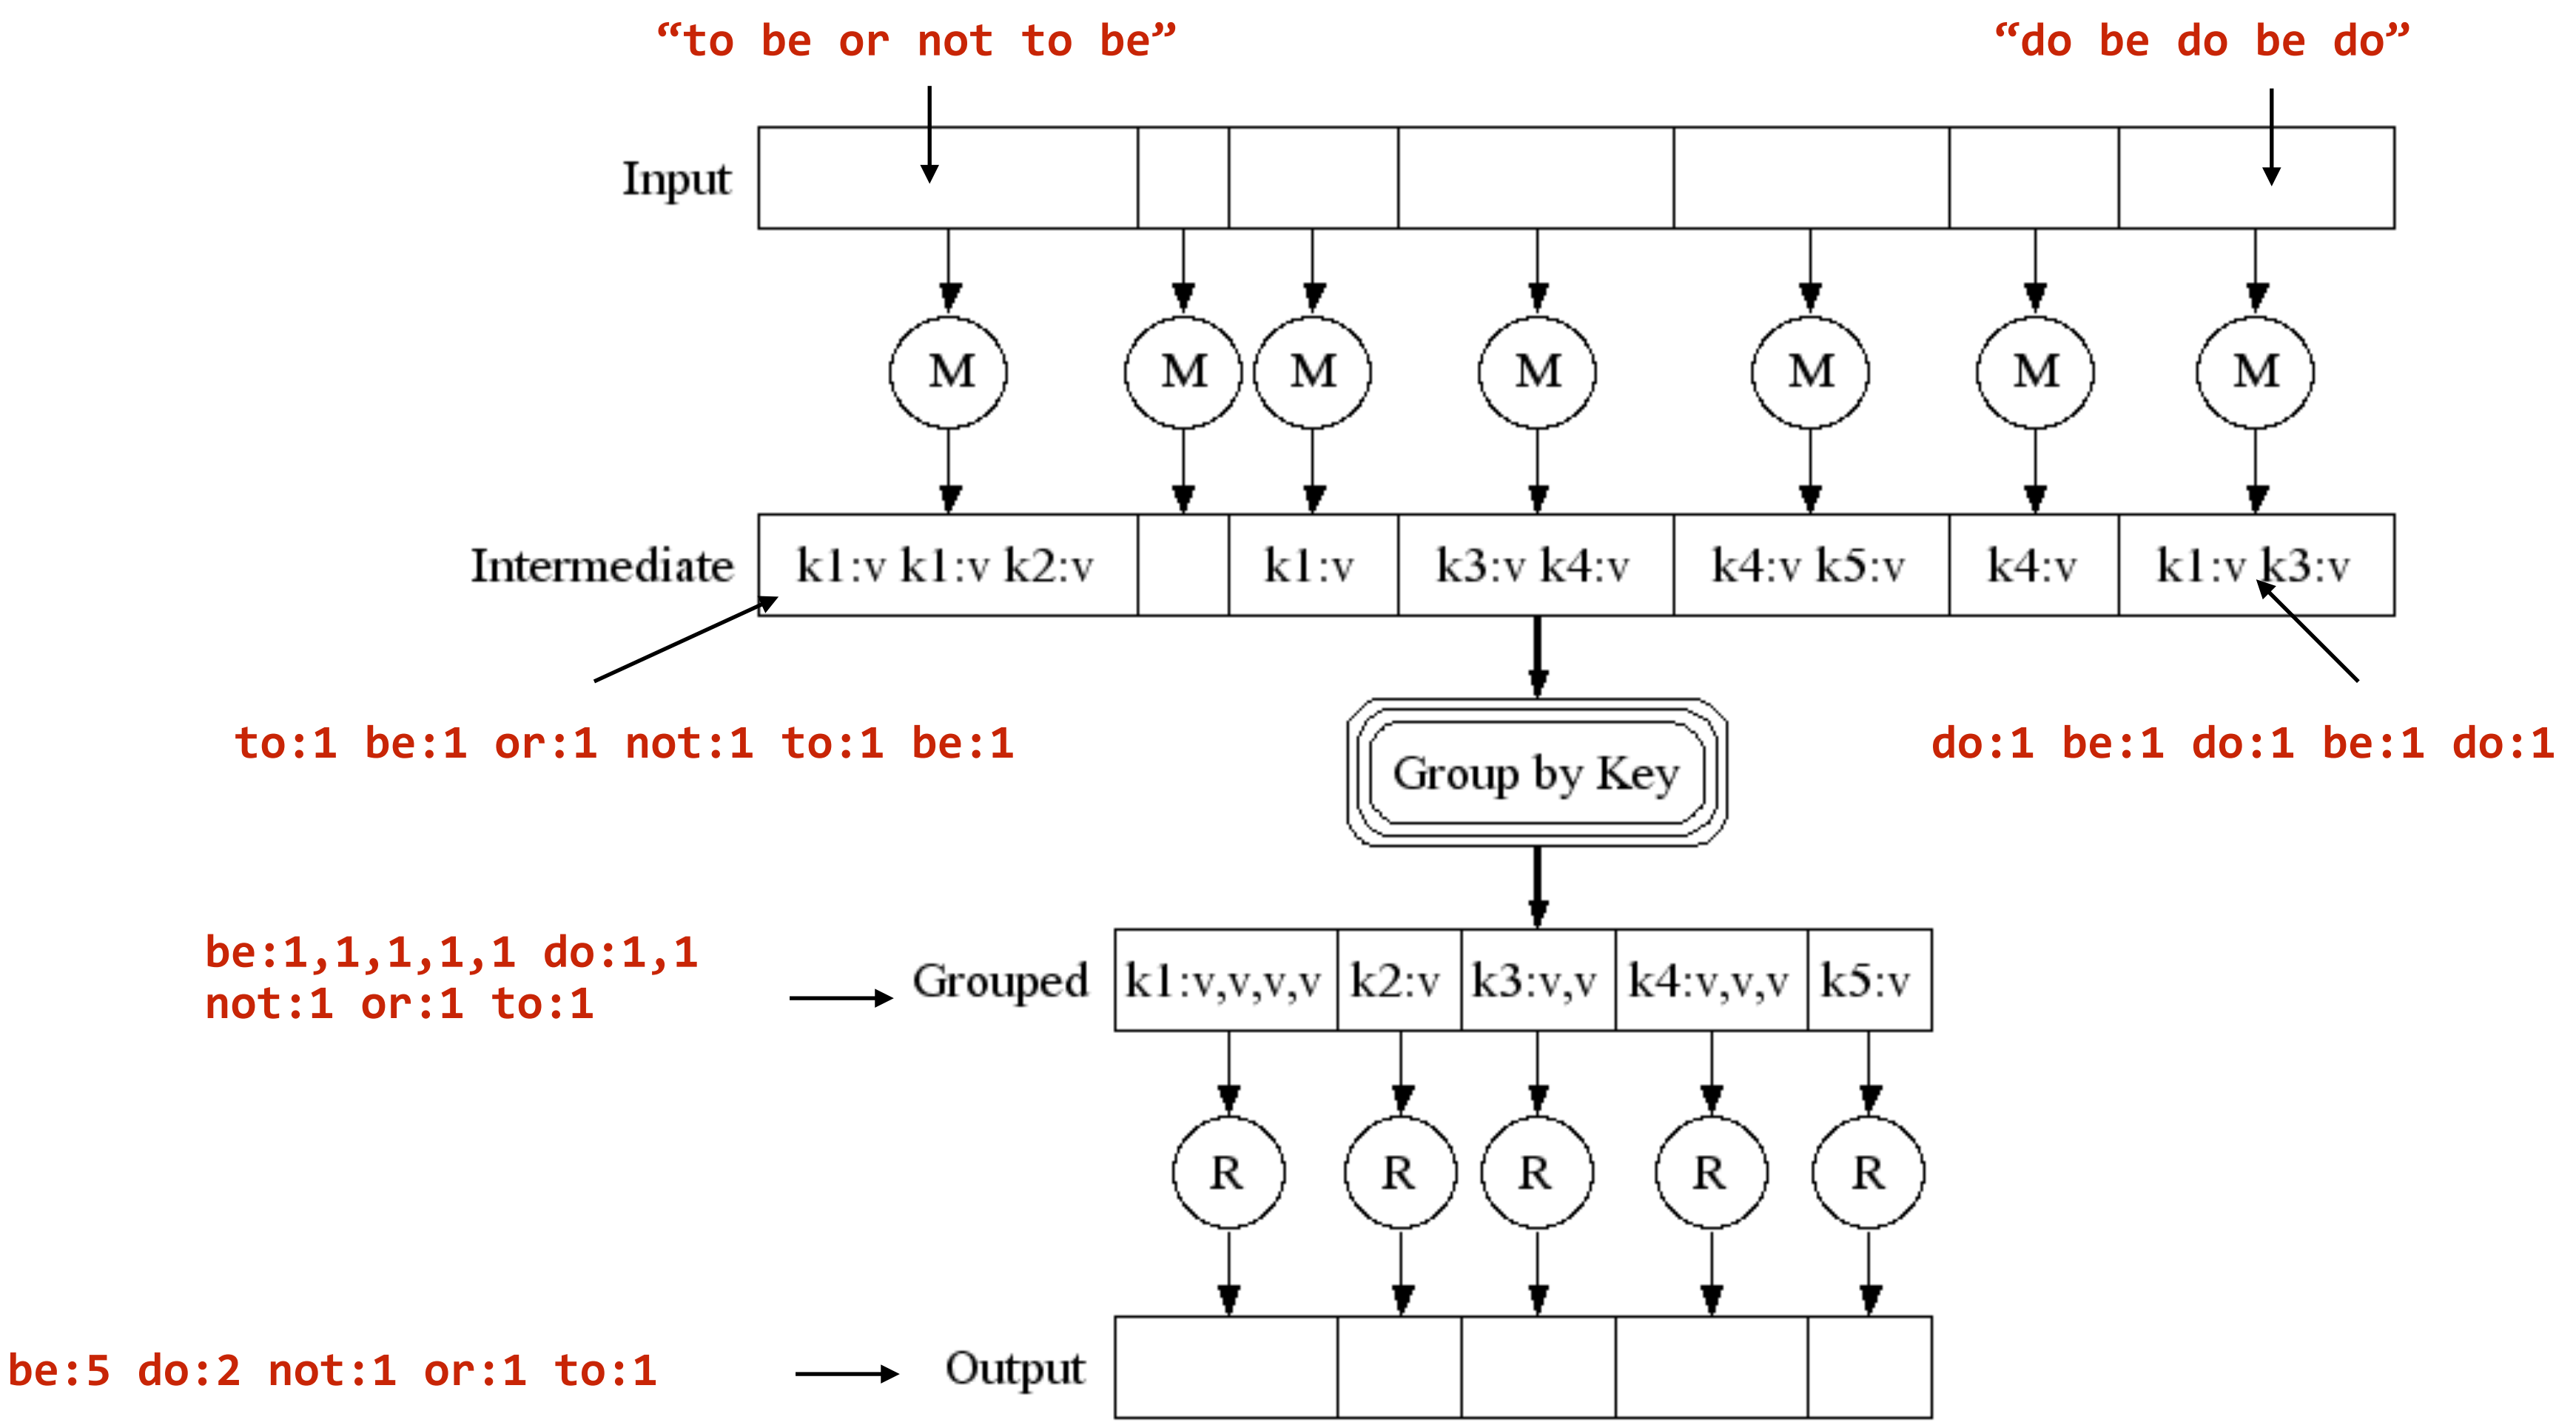 “to be or not to be”
“do be do be do”
Input
M M M M M M M
Intermediate
k1:v k1:v k2:v
k1:v
k3:v k4:v
k4:v k5:v
k4:v
k1:v k3:v
to:1 be:1 or:1 not:1 to:1 be:1
do:1 be:1 do:1 be:1 do:1
Group by Key
be:1,1,1,1,1 do:1,1
not:1 or:1 to:1
Grouped
k1:v,v,v,v
k2:v
k3:v,v
k4:v,v,v
k5:v
R R R R R
be:5 do:2 not:1 or:1 to:1
Output